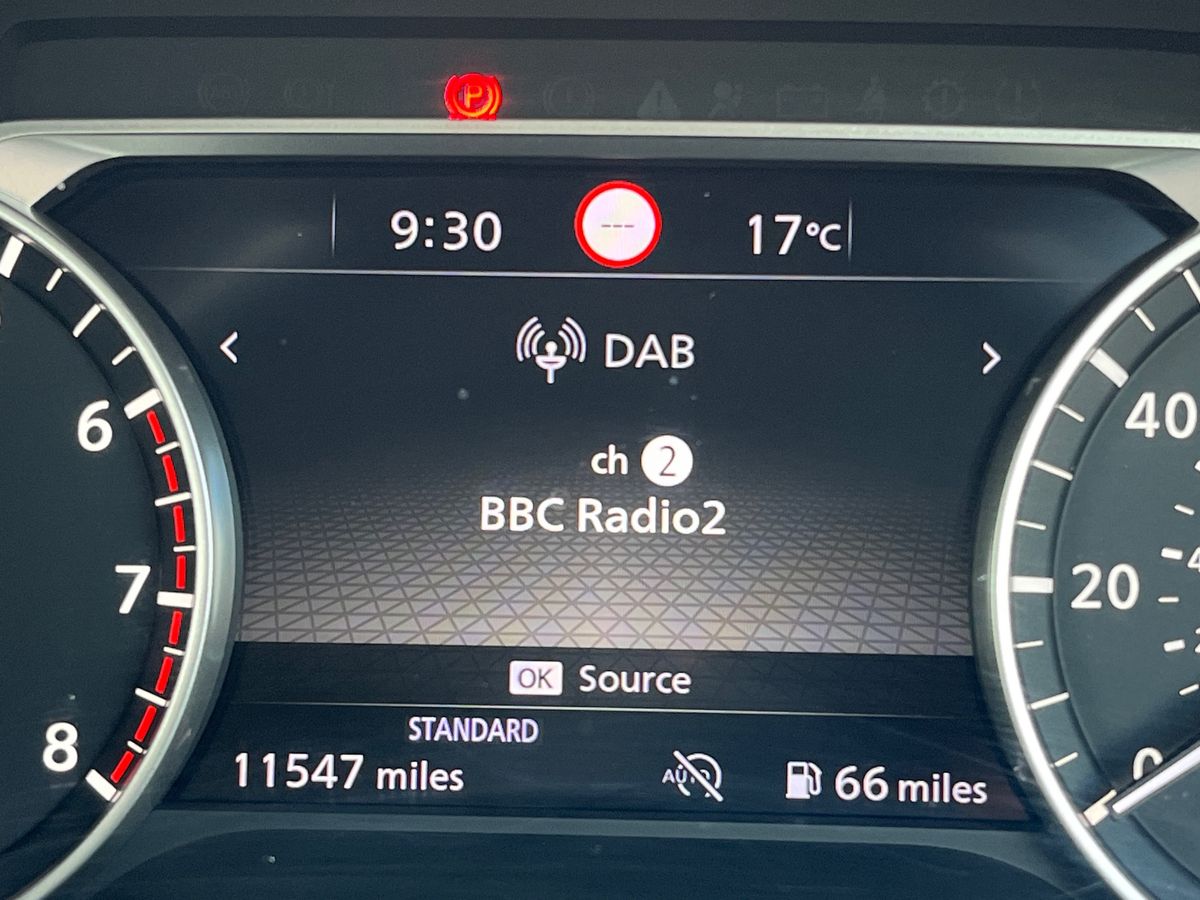 P
9:30 --- 17°C
< DAB >
ch 2
BBC Radio2
OK Source
STANDARD
11547 miles AUTO 66 miles
6
7
8
40
20
0